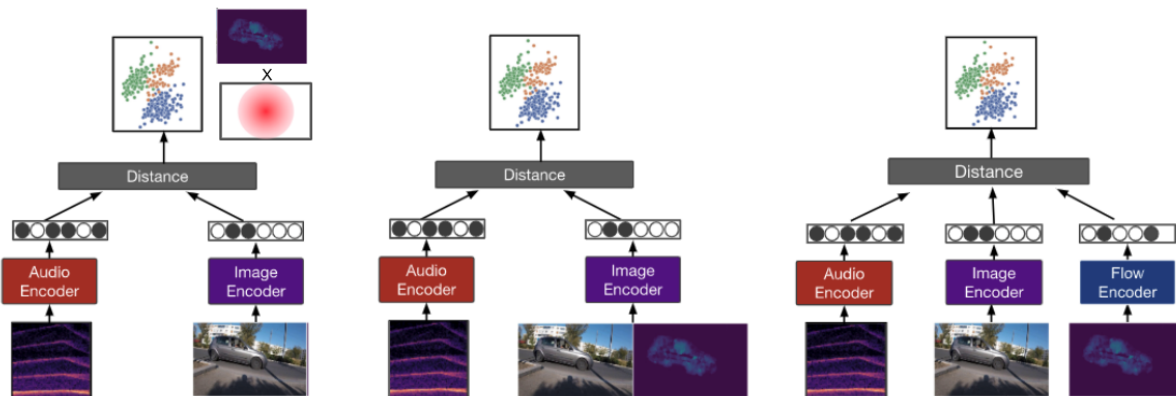 X
Distance
Audio
Encoder
Image
Encoder
Distance
Audio
Encoder
Image
Encoder
Distance
Audio
Encoder
Image
Encoder
Flow
Encoder